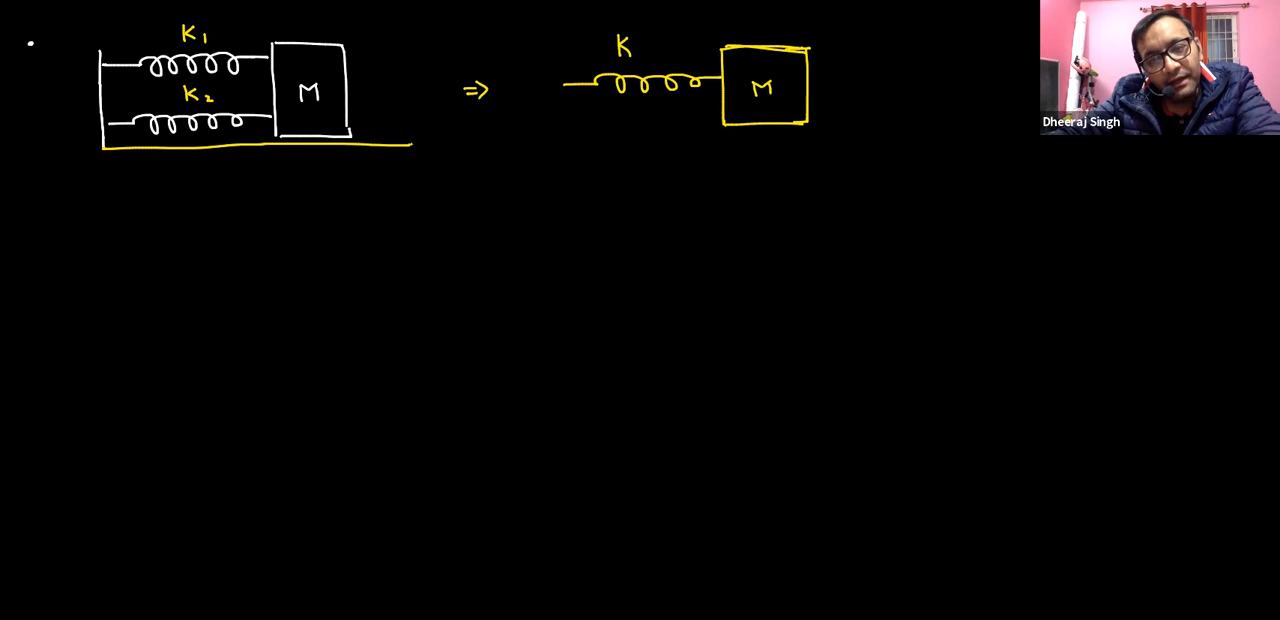 K₁
K₂
M
⇒
K
M
Dheeraj Singh